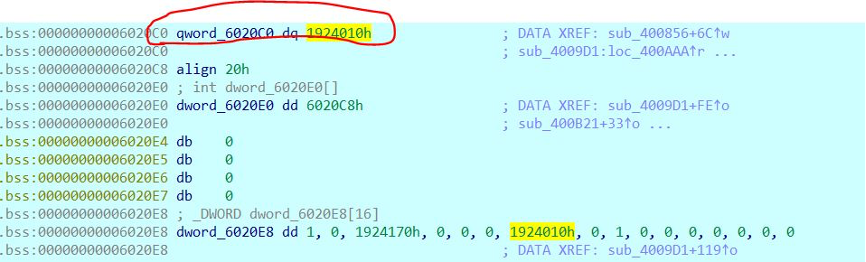 .bss:00000000006020C0 qword_6020C0 dq 1924010h ; DATA XREF: sub_400856+6C↑w
.bss:00000000006020C0 ; sub_4009D1:loc_400AAA↑r ...
.bss:00000000006020C8 align 20h
.bss:00000000006020E0 ; int dword_6020E0[]
.bss:00000000006020E0 dword_6020E0 dd 6020C8h ; DATA XREF: sub_4009D1+FE↑o
.bss:00000000006020E0 ; sub_400B21+33↑o ...
.bss:00000000006020E4 db 0
.bss:00000000006020E5 db 0
.bss:00000000006020E6 db 0
.bss:00000000006020E7 db 0
.bss:00000000006020E8 ; _DWORD dword_6020E8[16]
.bss:00000000006020E8 dword_6020E8 dd 1, 0, 1924170h, 0, 0, 0, 1924010h, 0, 1, 0, 0, 0, 0, 0, 0
.bss:00000000006020E8 ; DATA XREF: sub_4009D1+119↑o